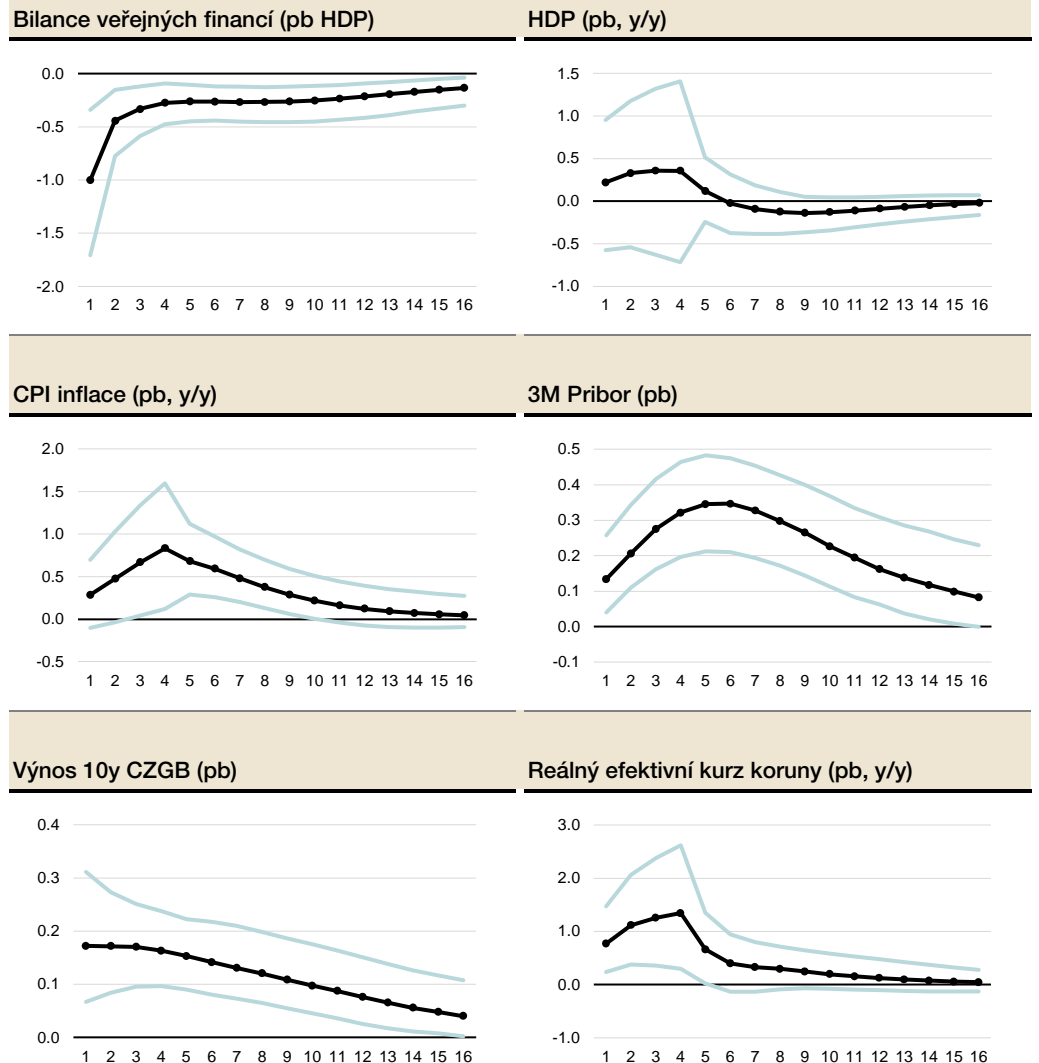 Bilance veřejných financí (pb HDP)
0.0
-0.5
-1.0
-1.5
-2.0
1 2 3 4 5 6 7 8 9 10 11 12 13 14 15 16
HDP (pb, y/y)
1.5
1.0
0.5
0.0
-0.5
-1.0
1 2 3 4 5 6 7 8 9 10 11 12 13 14 15 16
CPI inflace (pb, y/y)
2.0
1.5
1.0
0.5
0.0
-0.5
1 2 3 4 5 6 7 8 9 10 11 12 13 14 15 16
3M Pribor (pb)
0.5
0.4
0.3
0.2
0.1
0.0
-0.1
1 2 3 4 5 6 7 8 9 10 11 12 13 14 15 16
Výnos 10y CZGB (pb)
0.4
0.3
0.2
0.1
0.0
1 2 3 4 5 6 7 8 9 10 11 12 13 14 15 16
Reálný efektivní kurz koruny (pb, y/y)
3.0
2.0
1.0
0.0
-1.0
1 2 3 4 5 6 7 8 9 10 11 12 13 14 15 16